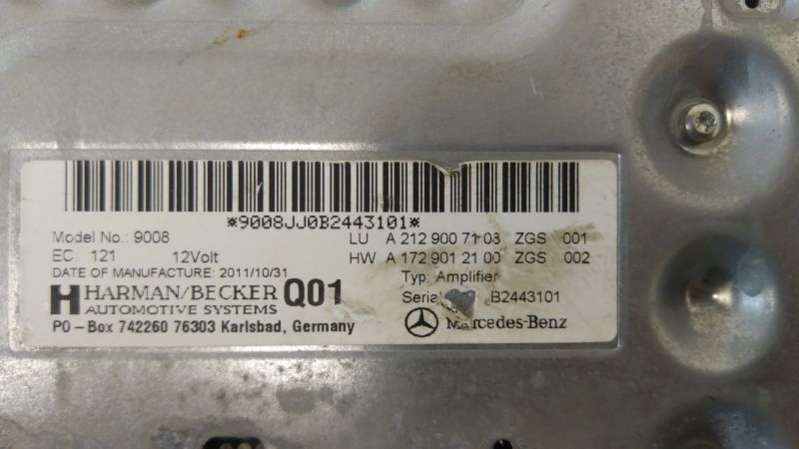 *9008JJ0B2443101*
Model No.: 9008 LU A 212 900 71 08 ZGS 001
EC 121 12Volt HW A 172 901 21 00 ZGS 002
DATE OF MANUFACTURE: 2011/10/31 Typ: Amplifier
HARMAN/BECKER Q01 B2443101
AUTOMOTIVE SYSTEMS Mercedes-Benz
PO-Box 742260 76303 Karlsbad, Germany